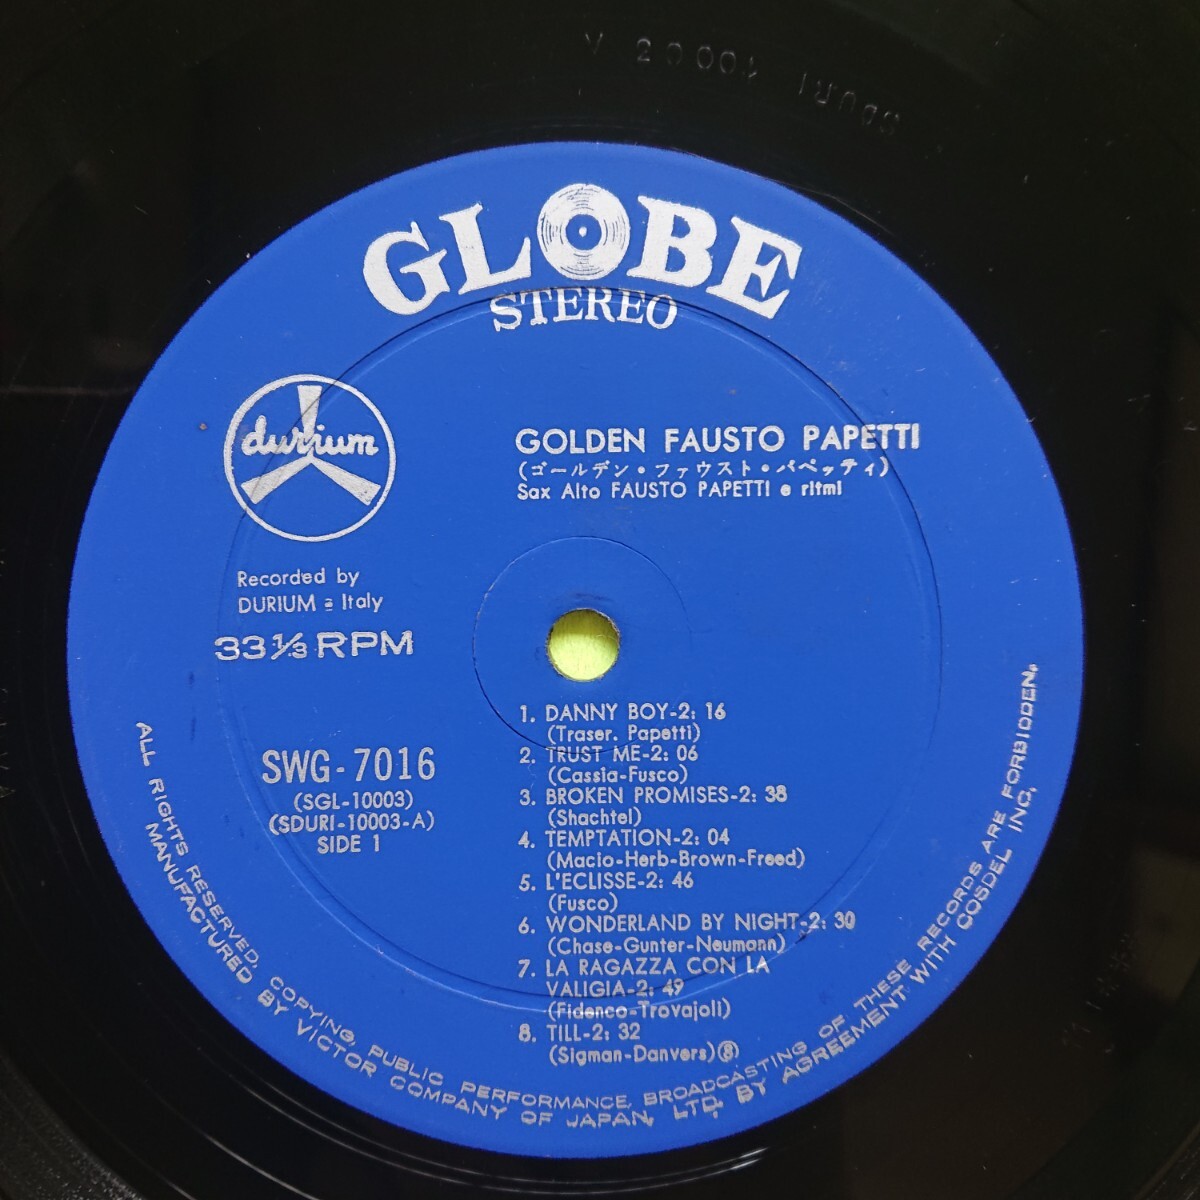 GLOBE
STEREO
durium
GOLDEN FAUSTO PAPETTI
(ゴールデン・ファウスト・パペッティ)
Sax Alto FAUSTO PAPETTI e ritmi
Recorded by
DURIUM - Italy
33 1/3 RPM
SWG-7016
(SGL-10003)
(SDURI-10003-A)
SIDE 1
1. DANNY BOY-2: 16
(Traser. Papetti)
2. TRUST ME-2: 06
(Cassia-Fusco)
3. BROKEN PROMISES-2: 38
(Shachtel)
4. TEMPTATION-2: 04
(Macio-Herb-Brown-Freed)
5. L'ECLISSE-2: 46
(Fusco)
6. WONDERLAND BY NIGHT-2: 30
(Chase-Gunter-Neumann)
7. LA RAGAZZA CON LA
VALIGIA-2: 49
(Fidenco-Trovajoli)
8. TILL-2: 32
(Sigman-Danvers)Ⓑ
ALL RIGHTS RESERVED, COPYING, PUBLIC PERFORMANCE, BROADCASTING OF THESE RECORDS ARE FORBIDDEN.
MANUFACTURED BY VICTOR COMPANY OF JAPAN, LTD. BY AGREEMENT WITH COSDEL INC.